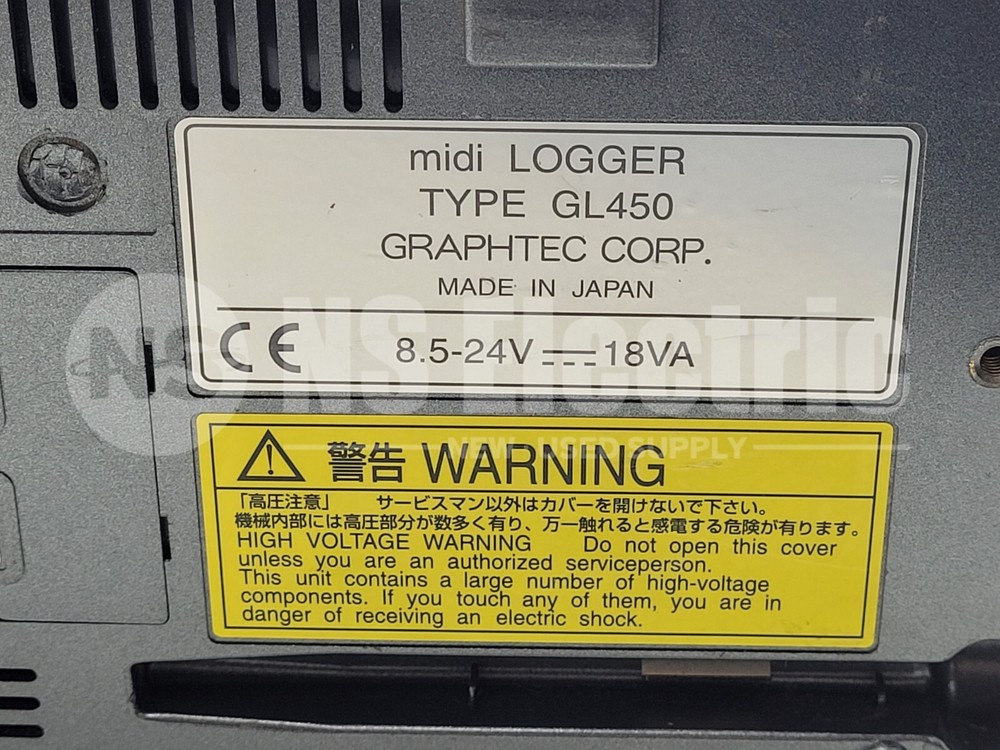 midi LOGGER
TYPE GL450
GRAPHTEC CORP.
MADE IN JAPAN
CE 8.5-24V⎓18VA
NS NS Electric
NEW · USED SUPPLY
警告 WARNING
「高圧注意」 サービスマン以外はカバーを開けないで下さい。
機械内部には高圧部分が数多く有り、万一触れると感電する危険が有ります。
HIGH VOLTAGE WARNING Do not open this cover
unless you are an authorized serviceperson.
This unit contains a large number of high-voltage
components. If you touch any of them, you are in
danger of receiving an electric shock.